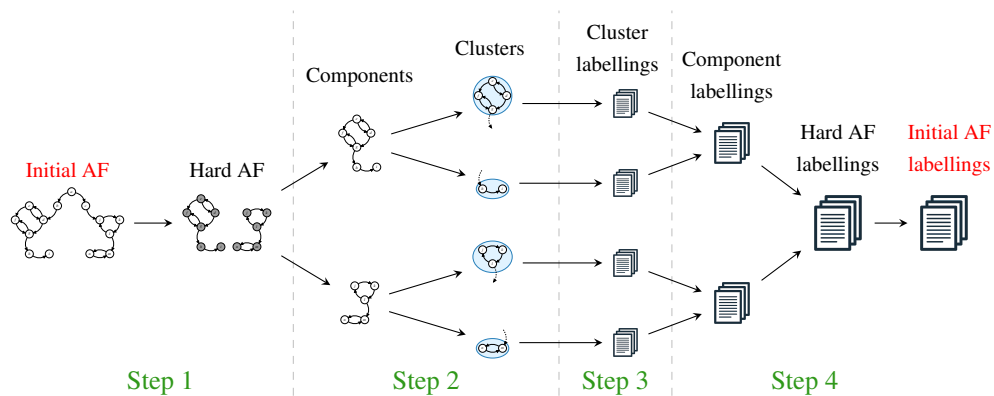 Initial AF
Hard AF
Components
Clusters
Cluster
labellings
Component
labellings
Hard AF
labellings
Initial AF
labellings
Step 1
Step 2
Step 3
Step 4